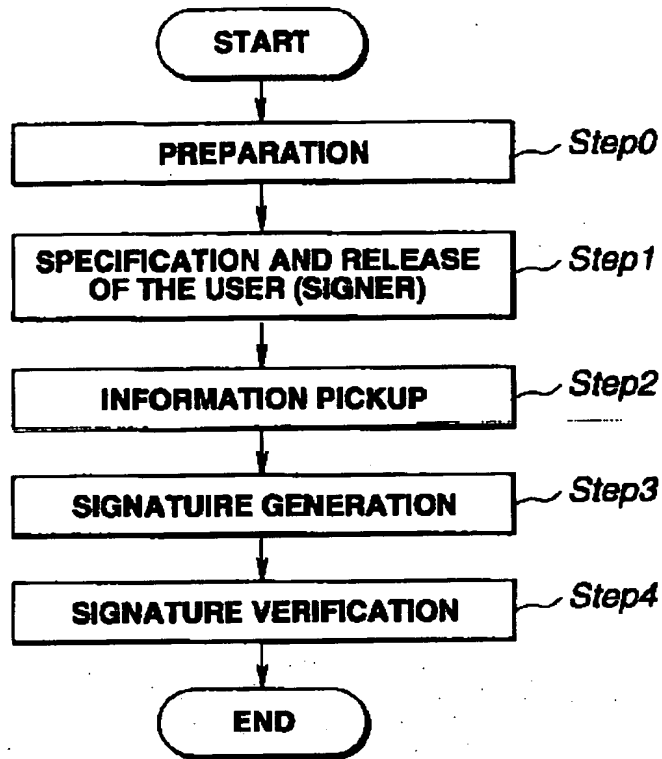 START
PREPARATION
Step0
SPECIFICATION AND RELEASE
OF THE USER (SIGNER)
Step1
INFORMATION PICKUP
Step2
SIGNATUIRE GENERATION
Step3
SIGNATURE VERIFICATION
Step4
END